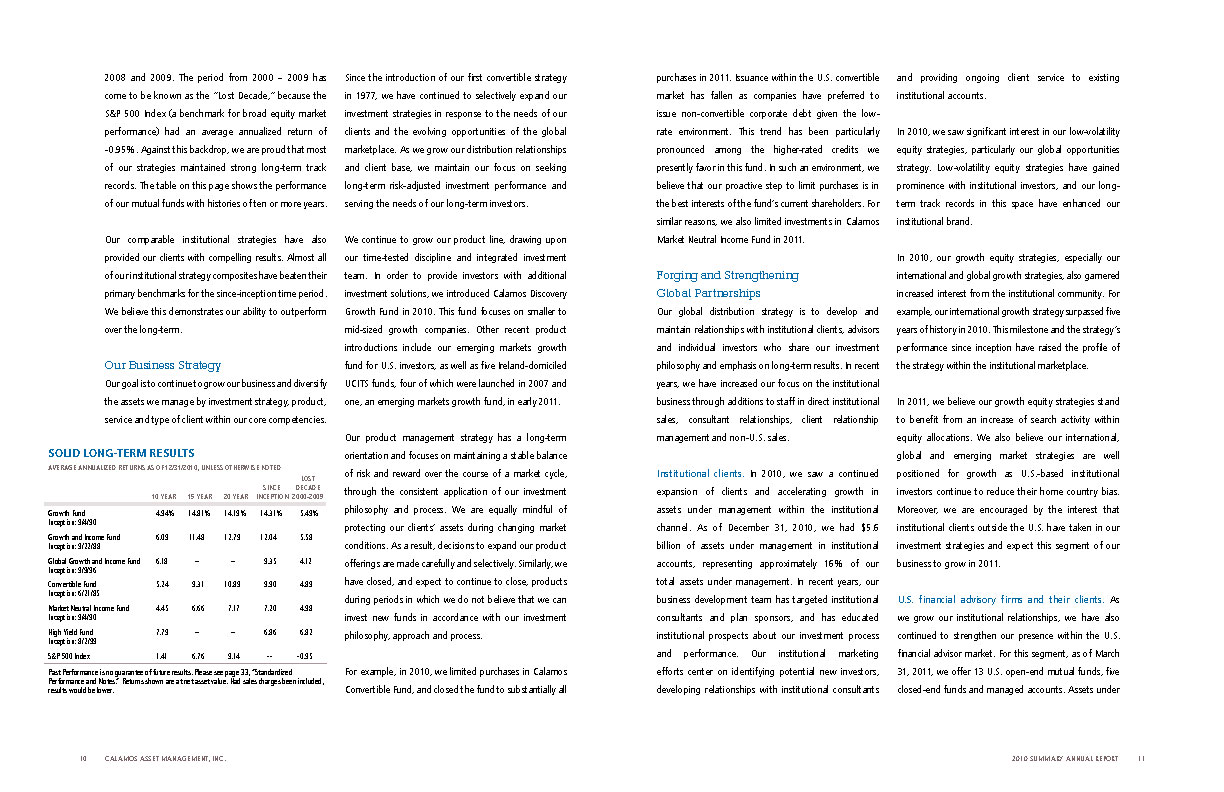 2008 and 2009. The period from 2000 – 2009 has
come to be known as the “Lost Decade,” because the
S&P 500 Index (a benchmark for broad equity market
performance) had an average annualized return of
-0.95%. Against this backdrop, we are proud that most
of our strategies maintained strong long-term track
records. The table on this page shows the performance
of our mutual funds with histories of ten or more years.
Our comparable institutional strategies have also
provided our clients with compelling results. Almost all
of our institutional strategy composites have beaten their
primary benchmarks for the since-inception time period.
We believe this demonstrates our ability to outperform
over the long-term.
Our Business Strategy
Our goal is to continue to grow our business and diversify
the assets we manage by investment strategy, product,
service and type of client within our core competencies.
SOLID LONG-TERM RESULTS
AVERAGE ANNUALIZED RETURNS AS OF 12/31/2010, UNLESS OTHERWISE NOTED
10 YEAR 15 YEAR 20 YEAR SINCE INCEPTION LOST DECADE 2000-2009
Growth Fund 4.94% 14.81% 14.19% 14.31% 5.49%
Inception: 9/4/90
Growth and Income Fund 6.09 11.48 12.79 12.04 5.58
Inception: 9/22/88
Global Growth and Income Fund 6.18 – – 9.35 4.12
Inception: 9/9/96
Convertible Fund 5.24 9.31 10.89 9.90 4.89
Inception: 6/21/85
Market Neutral Income Fund 4.45 6.66 7.17 7.20 4.98
Inception: 9/4/90
High Yield Fund 7.79 – – 6.86 6.82
Inception: 8/2/99
S&P 500 Index 1.41 6.76 9.14 -- -0.95
Past Performance is no guarantee of future results. Please see page 33, “Standardized
Performance and Notes.” Returns shown are at net asset value. Had sales charges been included,
results would be lower.
Since the introduction of our first convertible strategy
in 1977, we have continued to selectively expand our
investment strategies in response to the needs of our
clients and the evolving opportunities of the global
marketplace. As we grow our distribution relationships
and client base, we maintain our focus on seeking
long-term risk-adjusted investment performance and
serving the needs of our long-term investors.
We continue to grow our product line, drawing upon
our time-tested discipline and integrated investment
team. In order to provide investors with additional
investment solutions, we introduced Calamos Discovery
Growth Fund in 2010. This fund focuses on smaller to
mid-sized growth companies. Other recent product
introductions include our emerging markets growth
fund for U.S. investors, as well as five Ireland-domiciled
UCITS funds, four of which were launched in 2007 and
one, an emerging markets growth fund, in early 2011.
Our product management strategy has a long-term
orientation and focuses on maintaining a stable balance
of risk and reward over the course of a market cycle,
through the consistent application of our investment
philosophy and process. We are equally mindful of
protecting our clients’ assets during changing market
conditions. As a result, decisions to expand our product
offerings are made carefully and selectively. Similarly, we
have closed, and expect to continue to close, products
during periods in which we do not believe that we can
invest new funds in accordance with our investment
philosophy, approach and process.
For example, in 2010, we limited purchases in Calamos
Convertible Fund, and closed the fund to substantially all
10 CALAMOS ASSET MANAGEMENT, INC.
purchases in 2011. Issuance within the U.S. convertible
market has fallen as companies have preferred to
issue non-convertible corporate debt given the low-
rate environment. This trend has been particularly
pronounced among the higher-rated credits we
presently favor in this fund. In such an environment, we
believe that our proactive step to limit purchases is in
the best interests of the fund’s current shareholders. For
similar reasons, we also limited investments in Calamos
Market Neutral Income Fund in 2011.
Forging and Strengthening
Global Partnerships
Our global distribution strategy is to develop and
maintain relationships with institutional clients, advisors
and individual investors who share our investment
philosophy and emphasis on long-term results. In recent
years, we have increased our focus on the institutional
business through additions to staff in direct institutional
sales, consultant relationships, client relationship
management and non-U.S. sales.
Institutional clients. In 2010, we saw a continued
expansion of clients and accelerating growth in
assets under management within the institutional
channel. As of December 31, 2010, we had $5.6
billion of assets under management in institutional
accounts, representing approximately 16% of our
total assets under management. In recent years, our
business development team has targeted institutional
consultants and plan sponsors, and has educated
institutional prospects about our investment process
and performance. Our institutional marketing
efforts center on identifying potential new investors,
developing relationships with institutional consultants
and providing ongoing client service to existing
institutional accounts.
In 2010, we saw significant interest in our low-volatility
equity strategies, particularly our global opportunities
strategy. Low-volatility equity strategies have gained
prominence with institutional investors, and our long-
term track records in this space have enhanced our
institutional brand.
In 2010, our growth equity strategies, especially our
international and global growth strategies, also garnered
increased interest from the institutional community. For
example, our international growth strategy surpassed five
years of history in 2010. This milestone and the strategy’s
performance since inception have raised the profile of
the strategy within the institutional marketplace.
In 2011, we believe our growth equity strategies stand
to benefit from an increase of search activity within
equity allocations. We also believe our international,
global and emerging market strategies are well
positioned for growth as U.S.-based institutional
investors continue to reduce their home country bias.
Moreover, we are encouraged by the interest that
institutional clients outside the U.S. have taken in our
investment strategies and expect this segment of our
business to grow in 2011.
U.S. financial advisory firms and their clients. As
we grow our institutional relationships, we have also
continued to strengthen our presence within the U.S.
financial advisor market. For this segment, as of March
31, 2011, we offer 13 U.S. open-end mutual funds, five
closed-end funds and managed accounts. Assets under
2010 SUMMARY ANNUAL REPORT 11